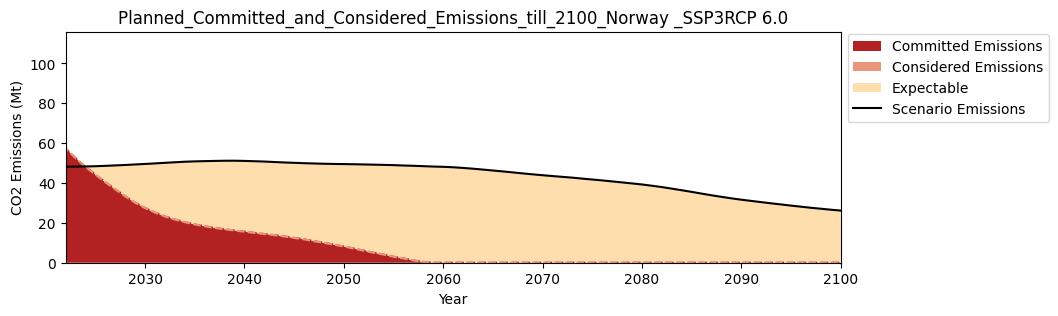 Planned_Committed_and_Considered_Emissions_till_2100_Norway _SSP3RCP 6.0
CO2 Emissions (Mt)
100
80
60
40
20
0
2030 2040 2050 2060 2070 2080 2090 2100
Year
Committed Emissions
Considered Emissions
Expectable
Scenario Emissions